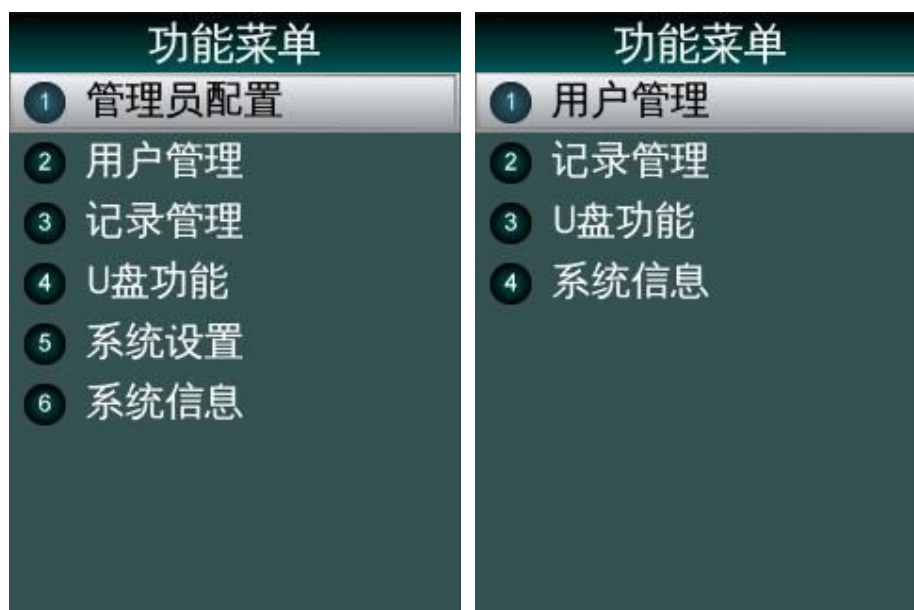 功能菜单
1 管理员配置
2 用户管理
3 记录管理
4 U盘功能
5 系统设置
6 系统信息
功能菜单
1 用户管理
2 记录管理
3 U盘功能
4 系统信息